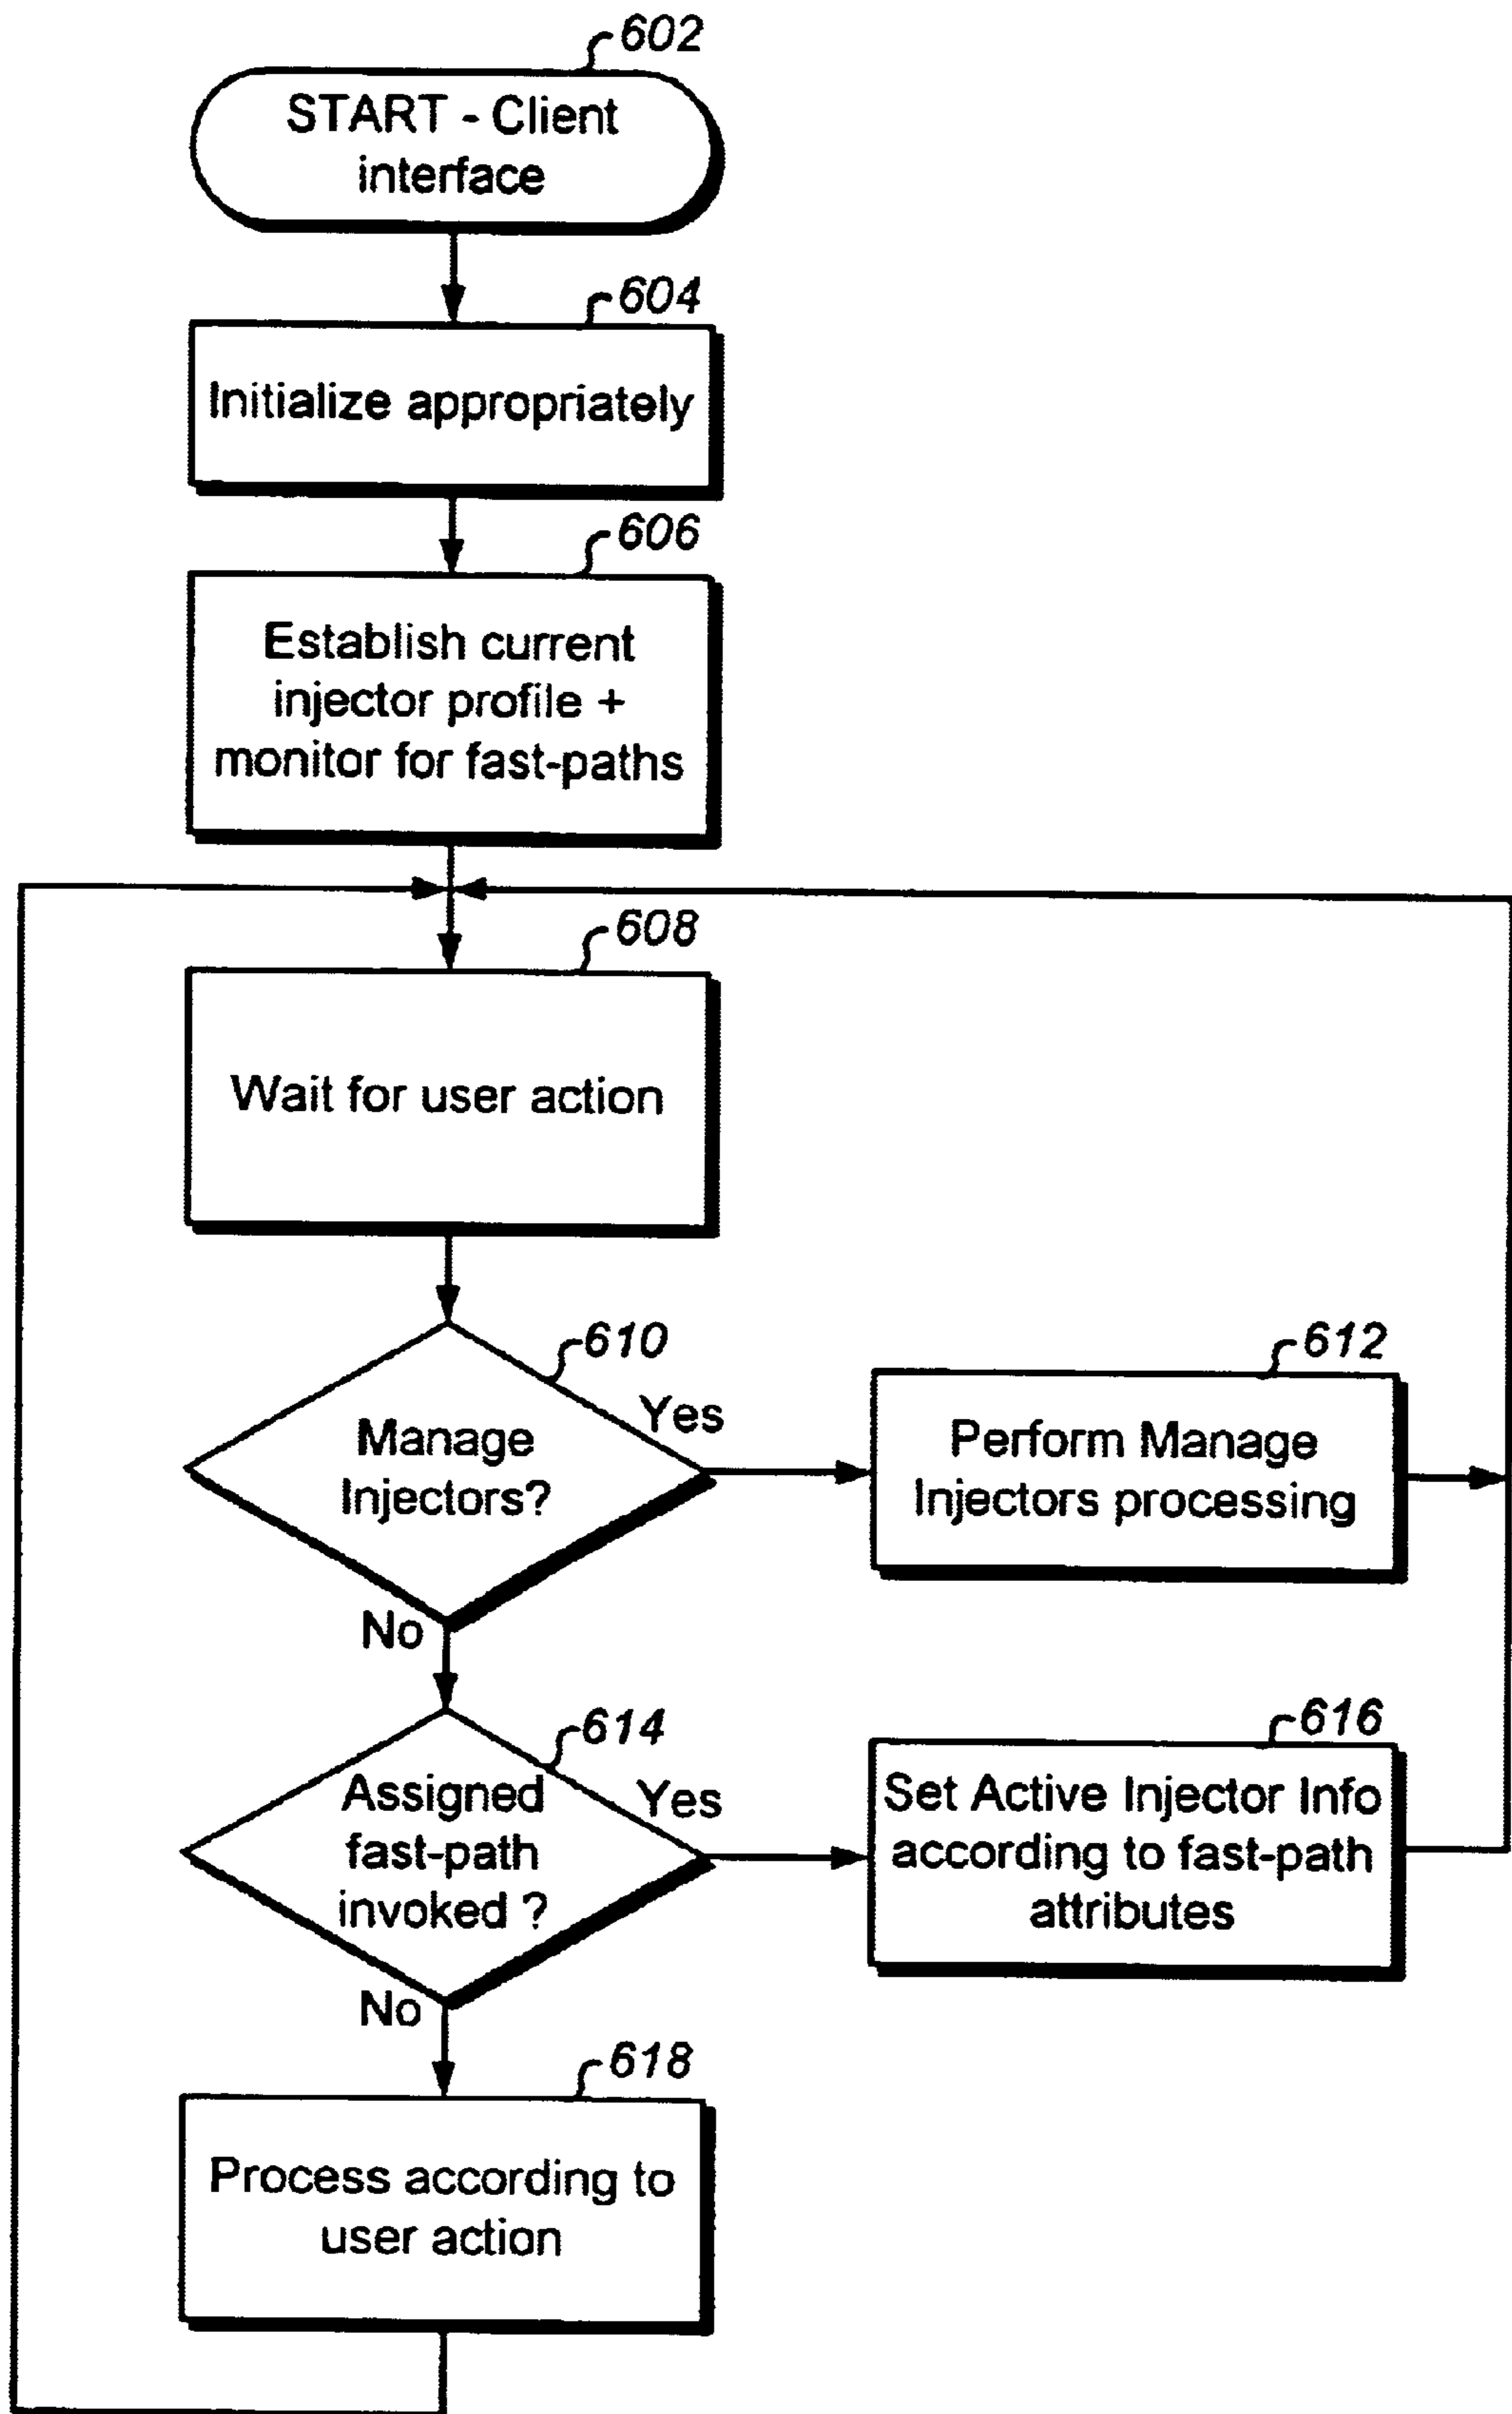 602
START - Client
interface
604
Initialize appropriately
606
Establish current
injector profile +
monitor for fast-paths
608
Wait for user action
610
Manage
Injectors?
Yes
No
612
Perform Manage
Injectors processing
614
Assigned
fast-path
invoked ?
Yes
No
616
Set Active Injector Info
according to fast-path
attributes
618
Process according to
user action